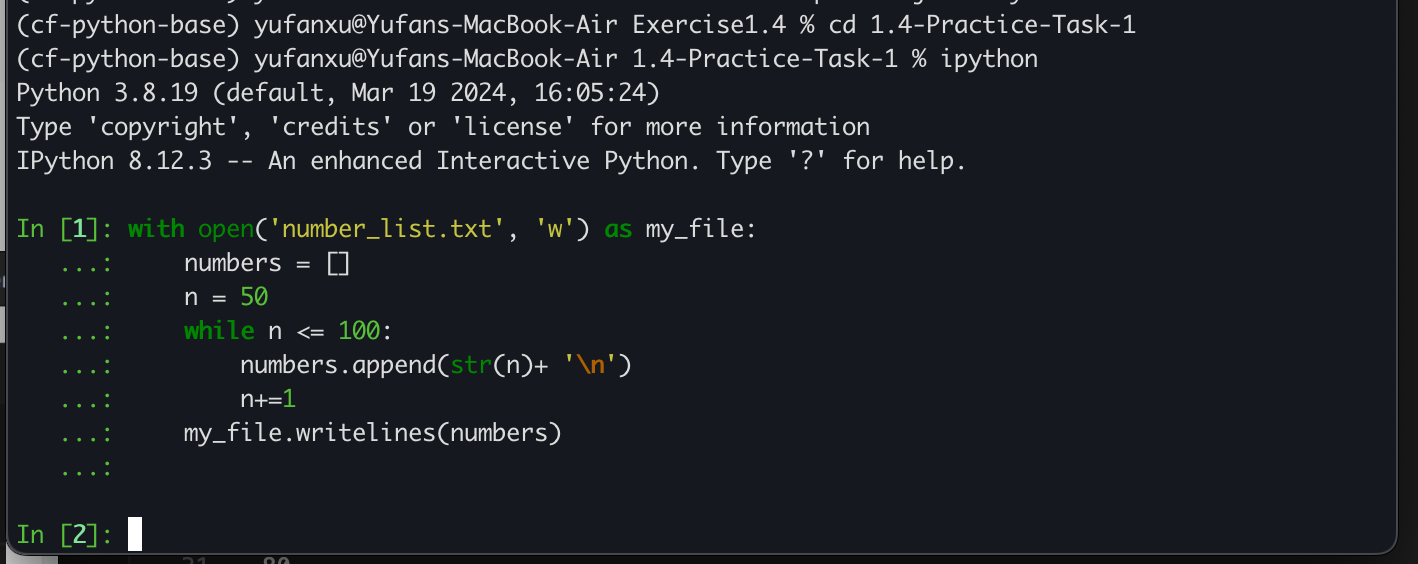 (cf-python-base) yufanxu@Yufans-MacBook-Air Exercise1.4 % cd 1.4-Practice-Task-1
(cf-python-base) yufanxu@Yufans-MacBook-Air 1.4-Practice-Task-1 % ipython
Python 3.8.19 (default, Mar 19 2024, 16:05:24)
Type 'copyright', 'credits' or 'license' for more information
IPython 8.12.3 -- An enhanced Interactive Python. Type '?' for help.

In [1]: with open('number_list.txt', 'w') as my_file:
   ...:     numbers = []
   ...:     n = 50
   ...:     while n <= 100:
   ...:         numbers.append(str(n)+ '\n')
   ...:         n+=1
   ...:     my_file.writelines(numbers)
   ...:

In [2]: